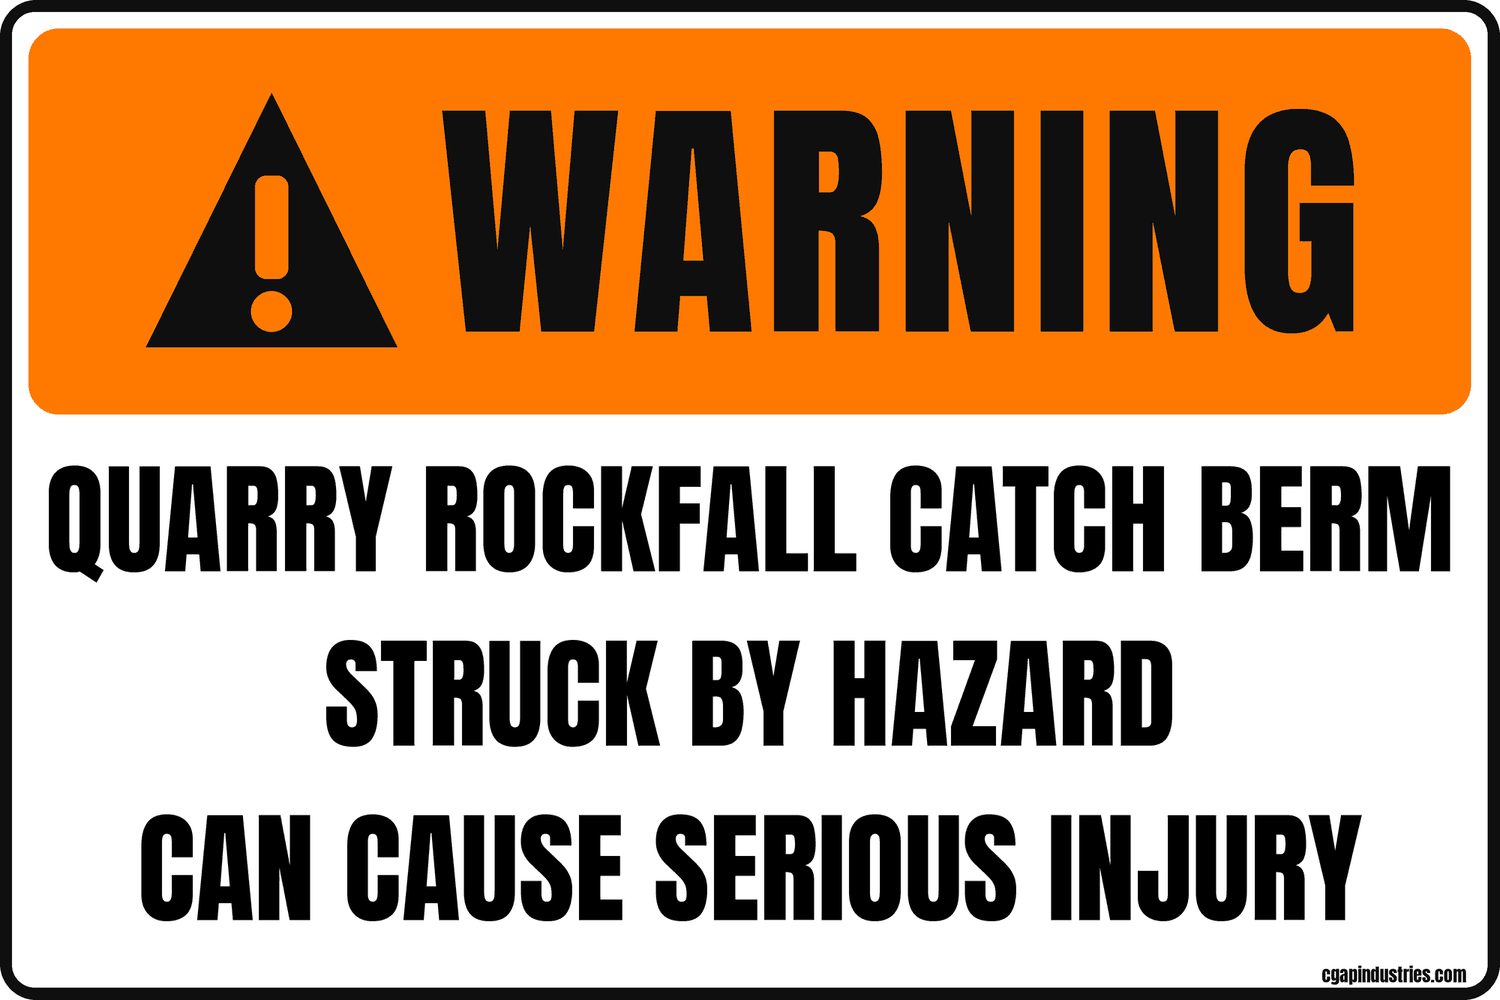 WARNING
QUARRY ROCKFALL CATCH BERM
STRUCK BY HAZARD
CAN CAUSE SERIOUS INJURY
cgapindustries.com